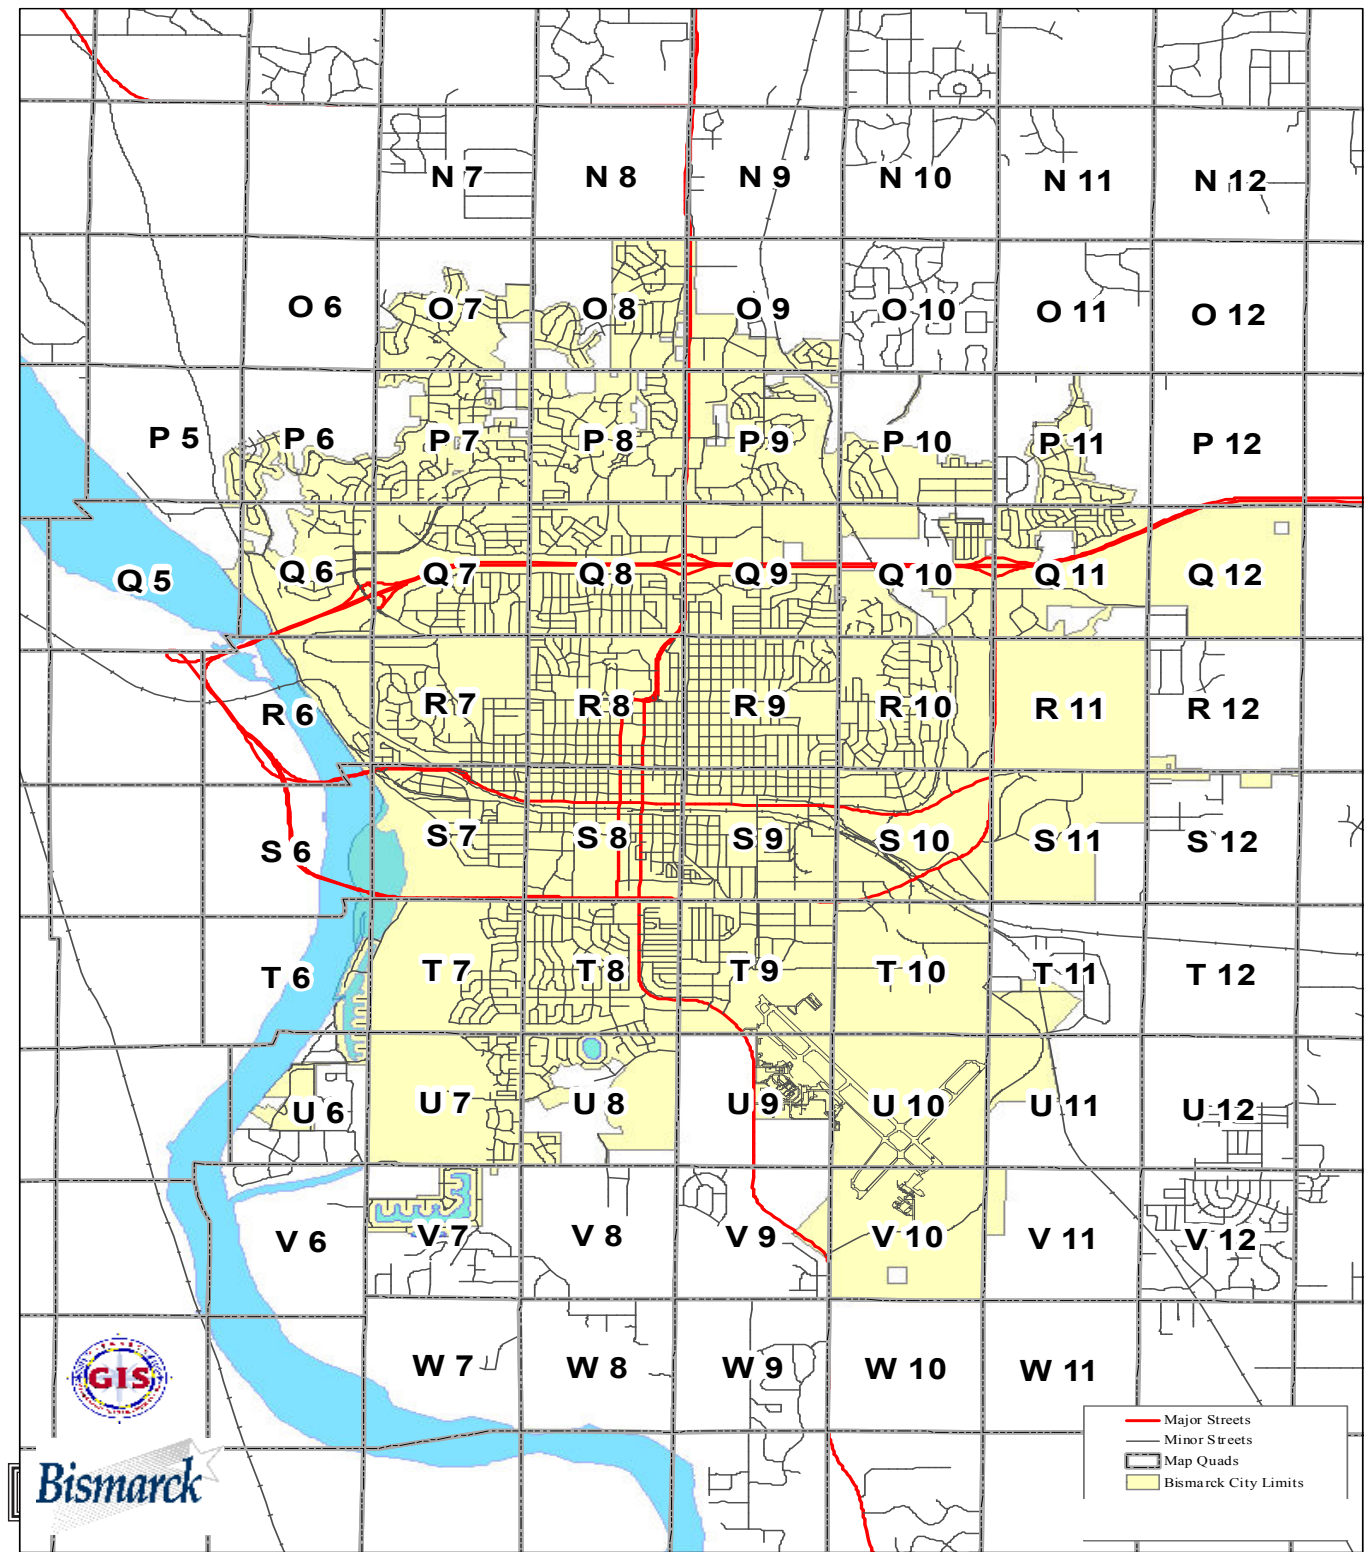 N 7 N 8 N 9 N 10 N 11 N 12
O 6 O 7 O 8 O 9 O 10 O 11 O 12
P 5 P 6 P 7 P 8 P 9 P 10 P 11 P 12
Q 5 Q 6 Q 7 Q 8 Q 9 Q 10 Q 11 Q 12
R 6 R 7 R 8 R 9 R 10 R 11 R 12
S 6 S 7 S 8 S 9 S 10 S 11 S 12
T 6 T 7 T 8 T 9 T 10 T 11 T 12
U 6 U 7 U 8 U 9 U 10 U 11 U 12
V 6 V 7 V 8 V 9 V 10 V 11 V 12
W 7 W 8 W 9 W 10 W 11
GIS
Bismarck
Major Streets
Minor Streets
Map Quads
Bismarck City Limits